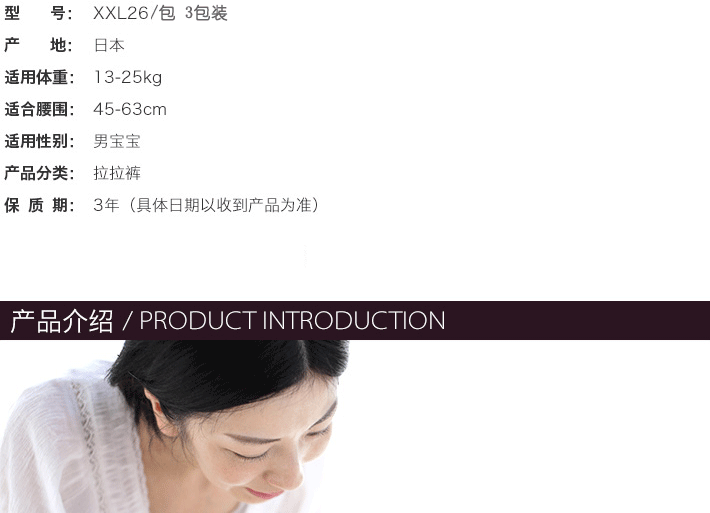 型 号： XXL26/包 3包装
产 地： 日本
适用体重： 13-25kg
适合腰围： 45-63cm
适用性别： 男宝宝
产品分类： 拉拉裤
保 质 期： 3年（具体日期以收到产品为准）
产品介绍 / PRODUCT INTRODUCTION